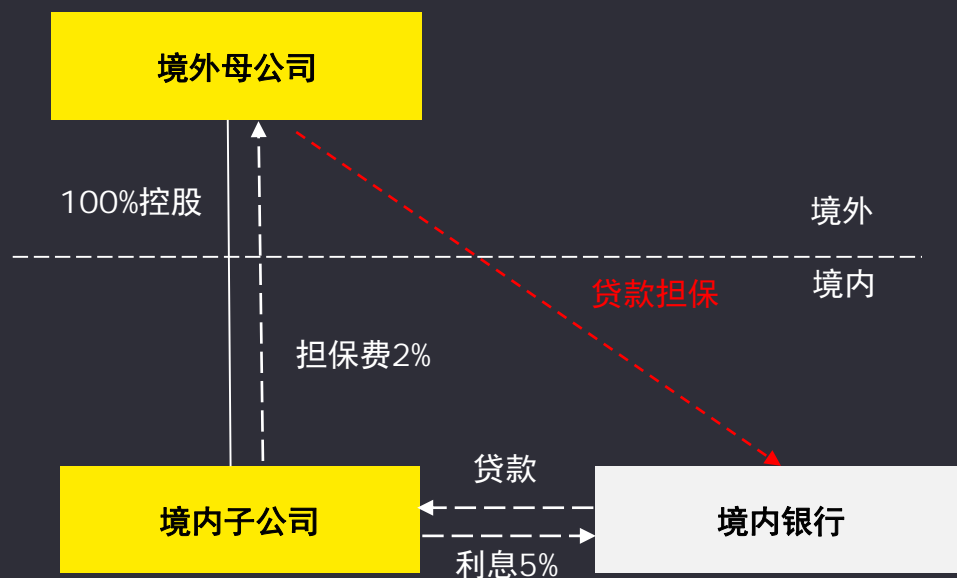 境外母公司
100%控股
境外
境内
贷款担保
担保费2%
贷款
境内子公司
境内银行
利息5%